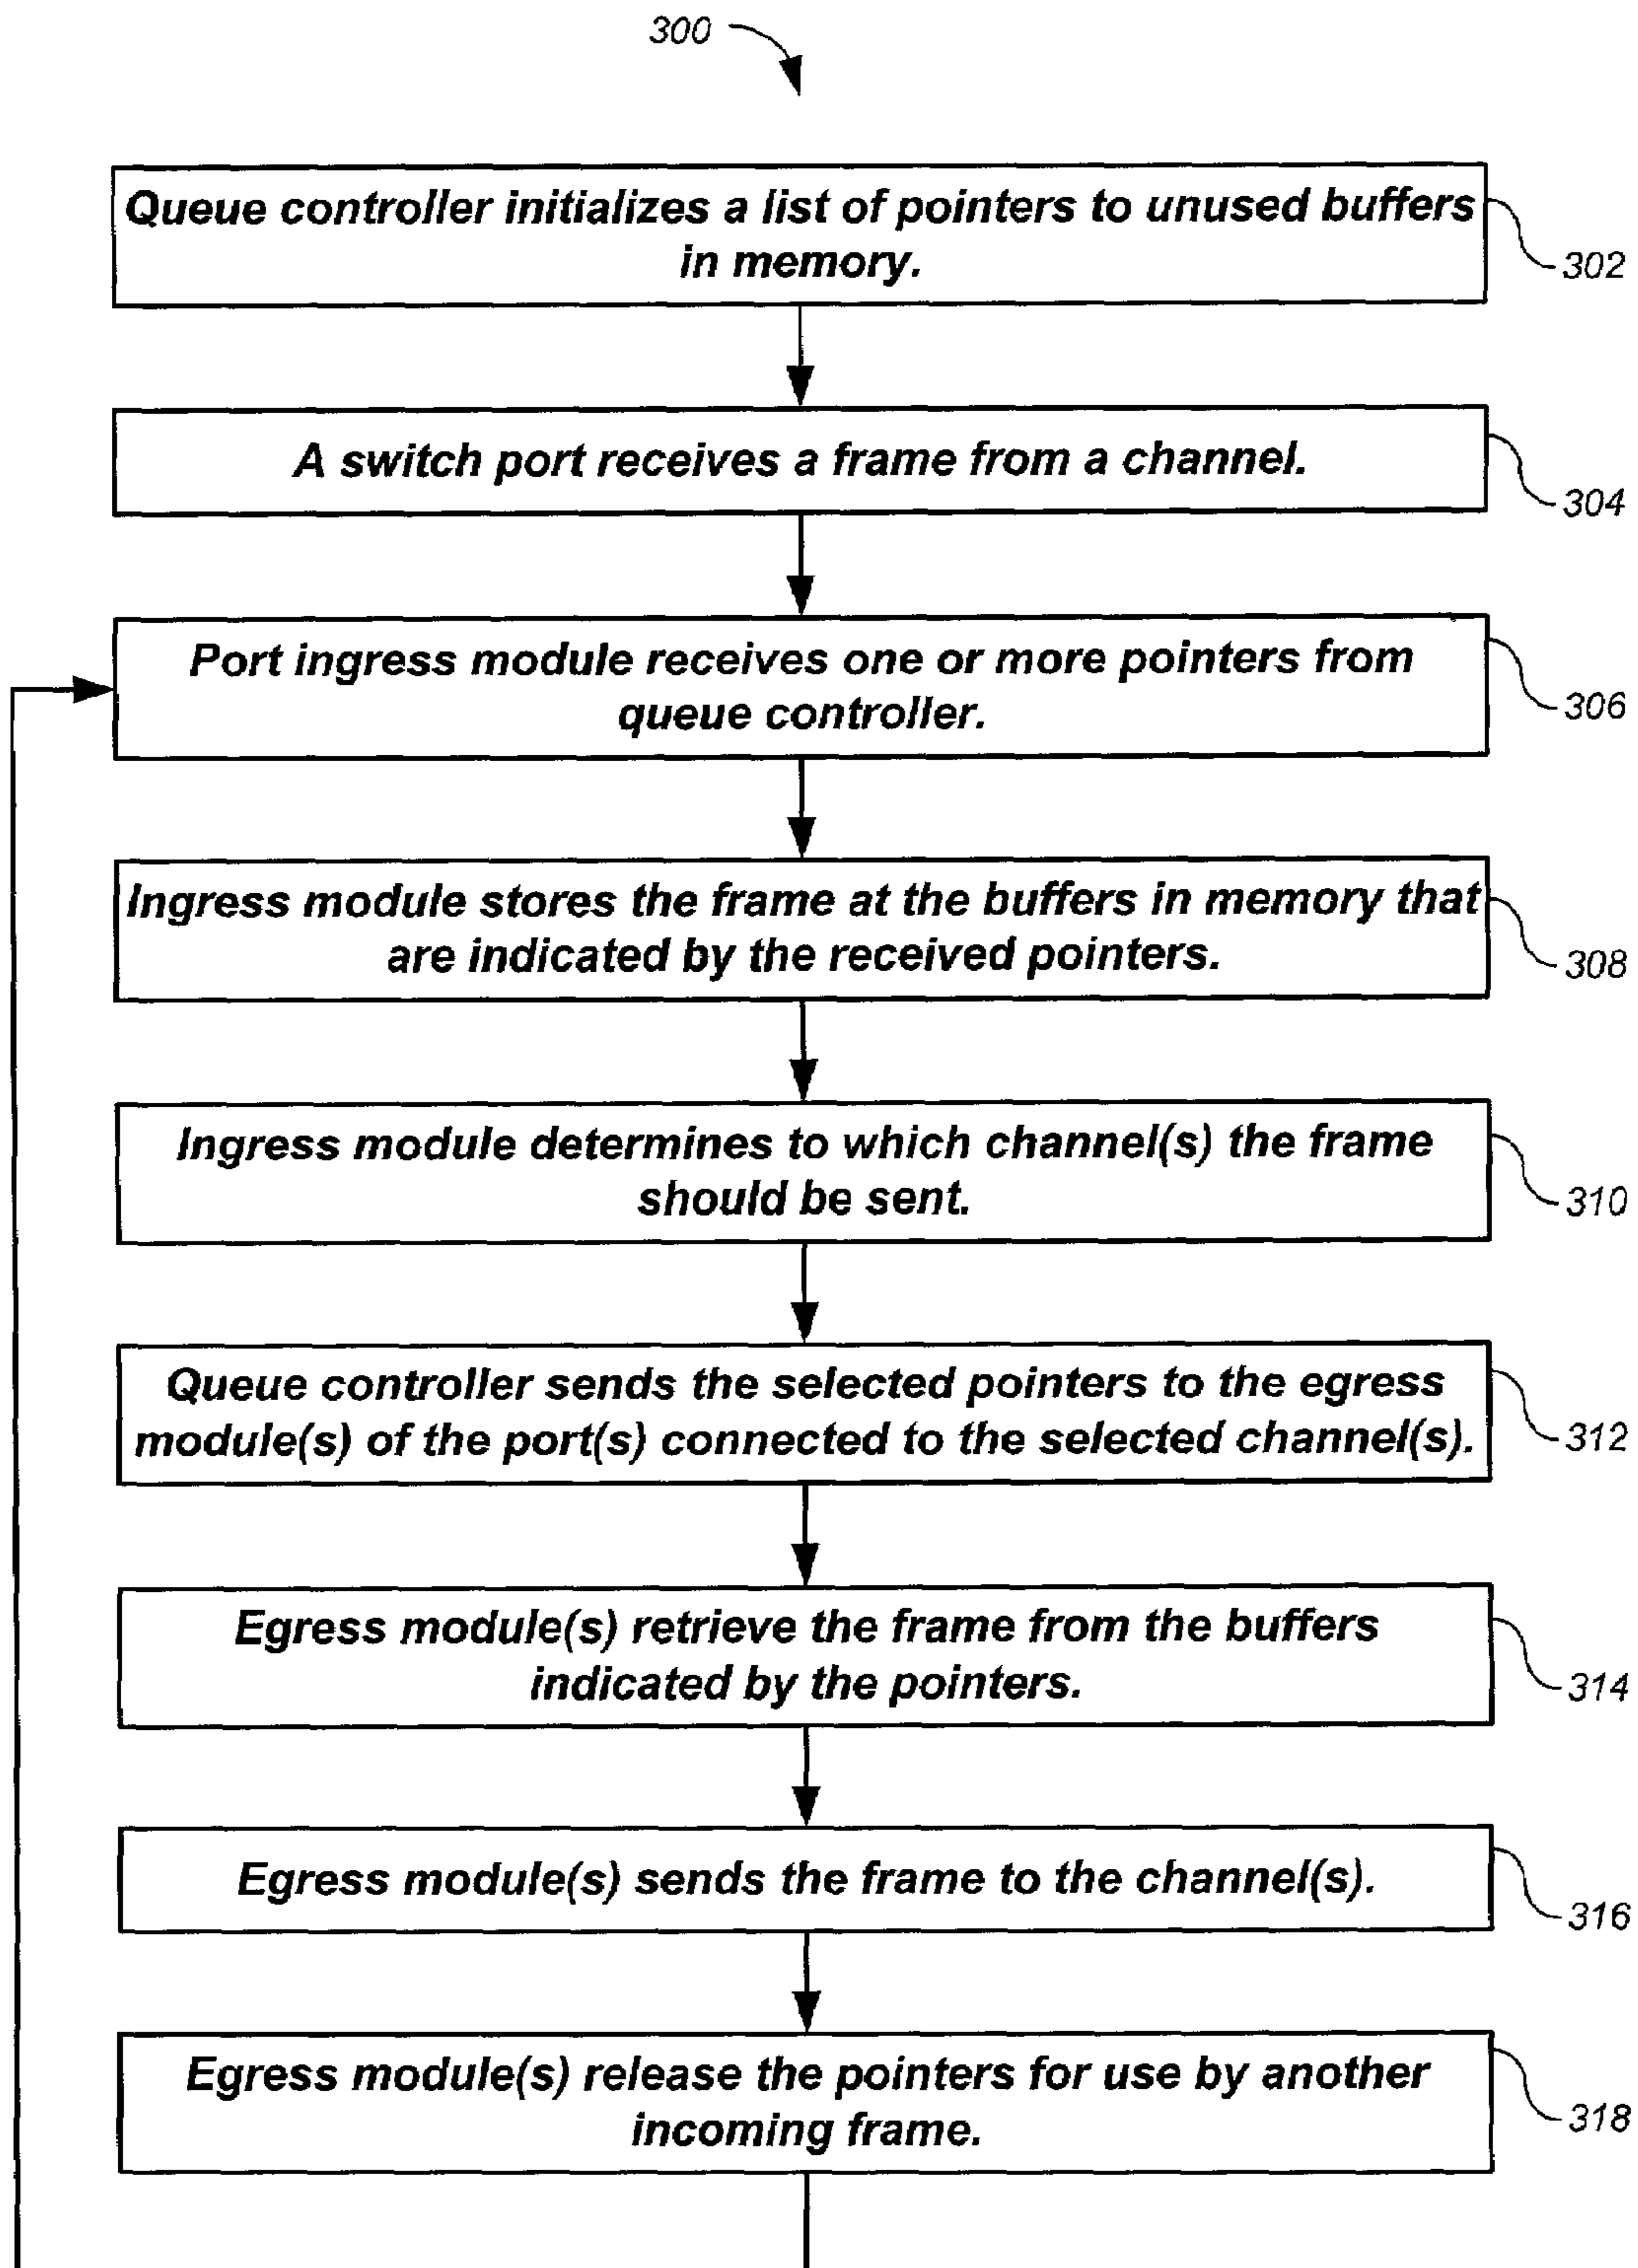 300
Queue controller initializes a list of pointers to unused buffers
in memory.
302
A switch port receives a frame from a channel.
304
Port ingress module receives one or more pointers from
queue controller.
306
Ingress module stores the frame at the buffers in memory that
are indicated by the received pointers.
308
Ingress module determines to which channel(s) the frame
should be sent.
310
Queue controller sends the selected pointers to the egress
module(s) of the port(s) connected to the selected channel(s).
312
Egress module(s) retrieve the frame from the buffers
indicated by the pointers.
314
Egress module(s) sends the frame to the channel(s).
316
Egress module(s) release the pointers for use by another
incoming frame.
318